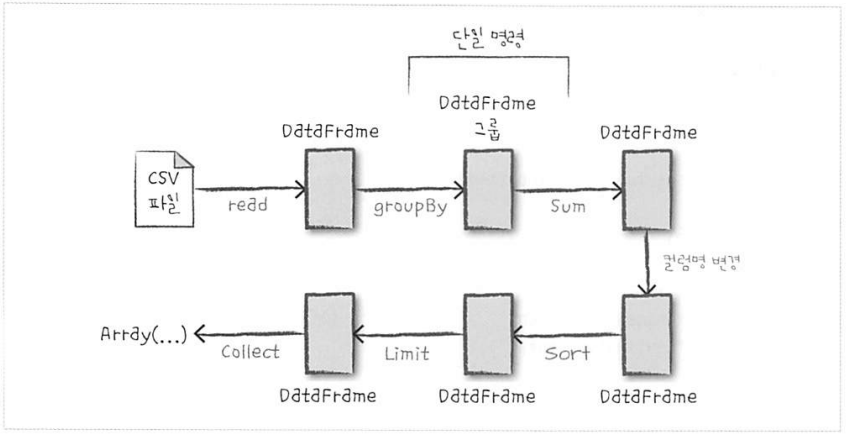 단일 명령
DataFrame
그룹
DataFrame
DataFrame
CSV
파일
read
groupBy
Sum
컬럼명 변경
Array(...)
Collect
Limit
Sort
DataFrame
DataFrame
DataFrame